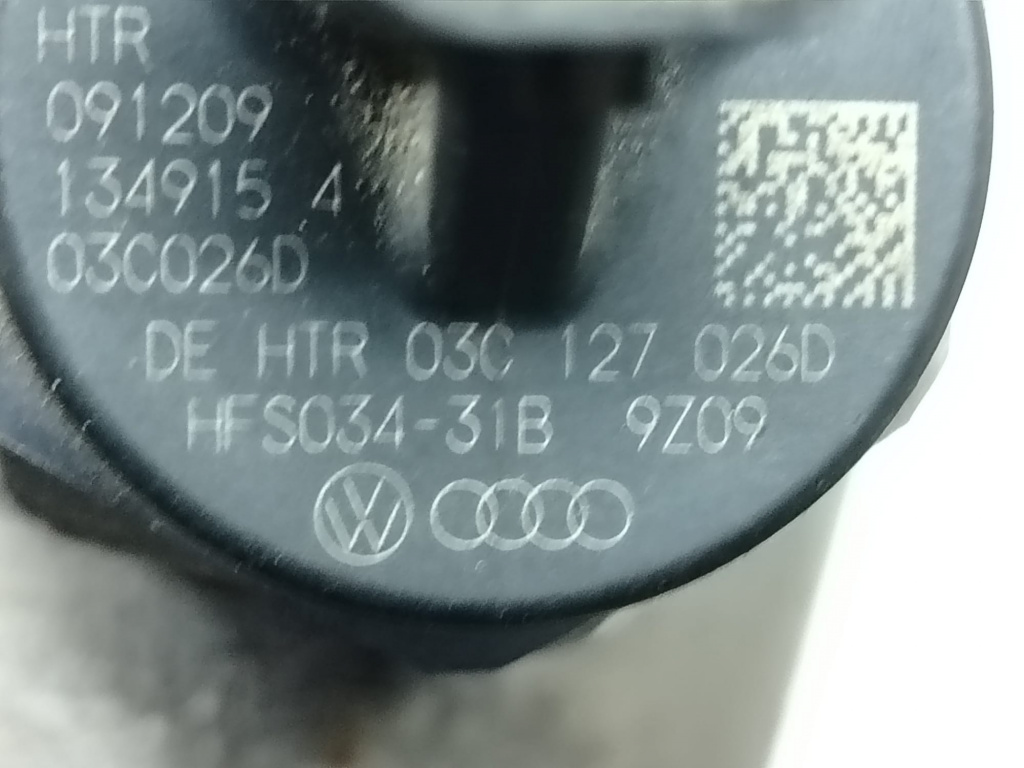 HTR
091209
134915 4
03C026D
DE HTR 03C 127 026D
HFS034-31B 9Z09